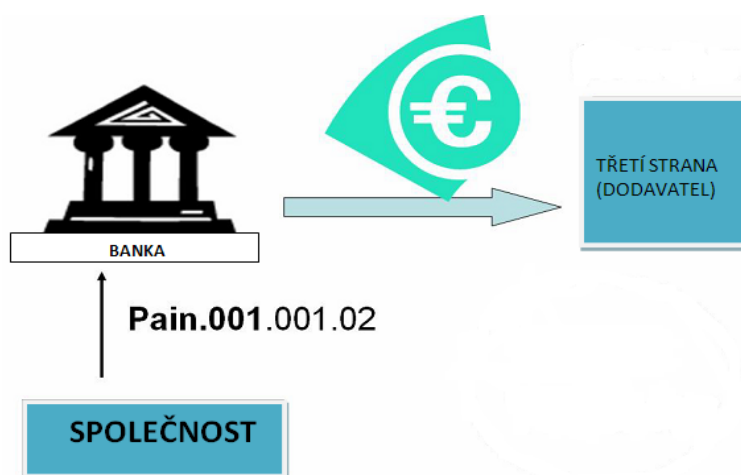 TŘETÍ STRANA
(DODAVATEL)
BANKA
Pain.001.001.02
SPOLEČNOST